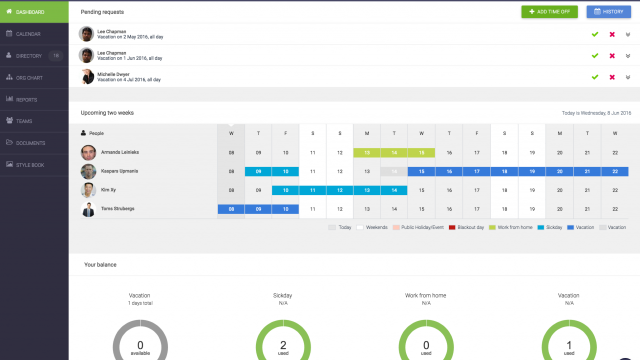 DASHBOARD
CALENDAR
DIRECTORY
ORG CHART
REPORTS
TEAMS
DOCUMENTS
STYLE BOOK
Pending requests
+ ADD TIME OFF
HISTORY
Lee Chapman
Vacation on 2 May 2016, all day
Lee Chapman
Vacation on 1 Jun 2016, all day
Michelle Dwyer
Vacation on 4 Jul 2016, all day
Upcoming two weeks
Today is Wednesday, 8 Jun 2016
People W T F S S M T W T F S S M T W
Armands Leinieks 08 09 10 11 12 13 14 15 16 17 18 19 20 21 22
Kaspars Upmanis 08 09 10 11 12 13 14 15 16 17 18 19 20 21 22
Kim Xy 08 09 10 11 12 13 14 15 16 17 18 19 20 21 22
Toms Strubergs 08 09 10 11 12 13 14 15 16 17 18 19 20 21 22
Today Weekends Public Holiday/Event Blackout day Work from home Sickday Vacation Vacation
Your balance
Vacation Sickday Work from home Vacation
1 days total N/A N/A N/A
0 2 0 1
available used used used